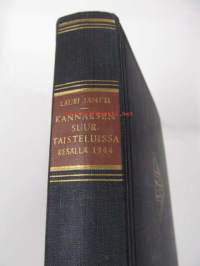 LAURI JÄNTTI
KANNAKSEN
SUUR
TAISTELUISSA
KESÄLLÄ 1944